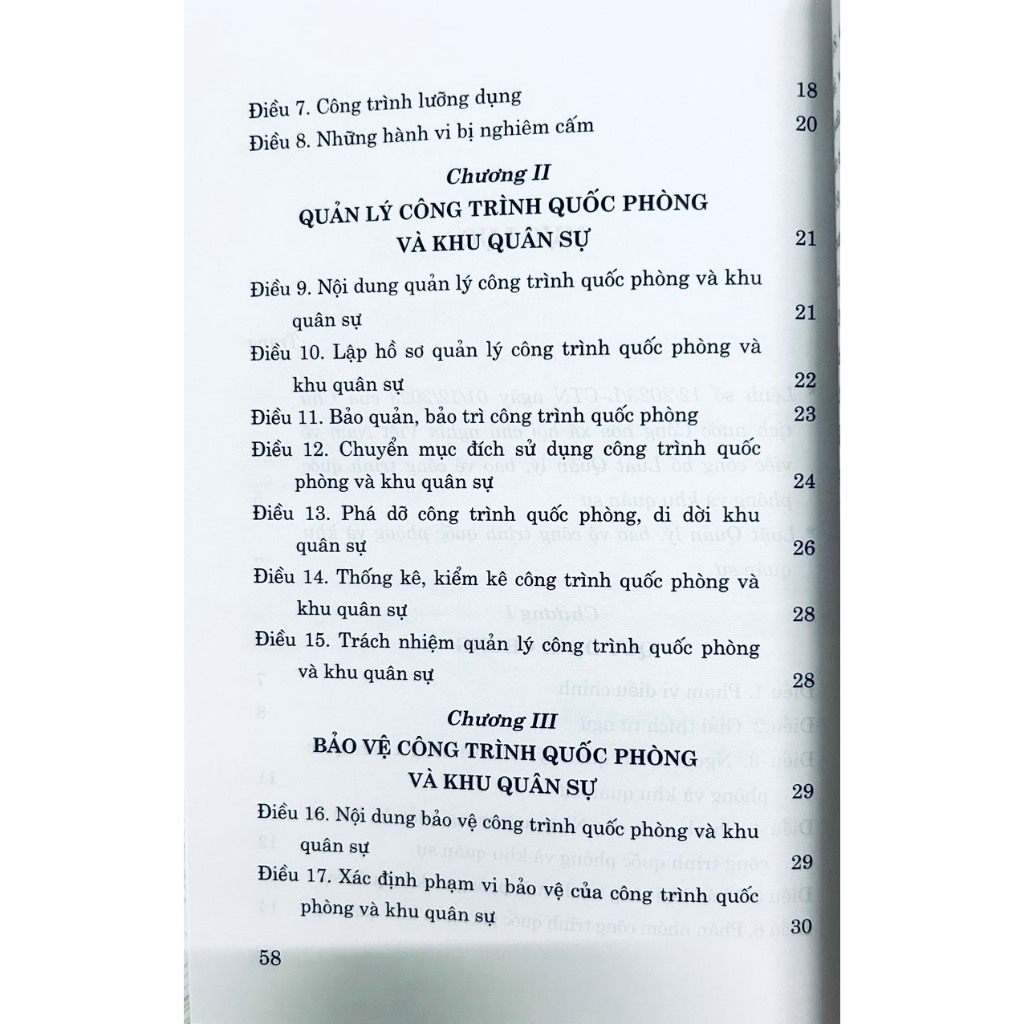 Điều 7. Công trình lưỡng dụng 18
Điều 8. Những hành vi bị nghiêm cấm 20
Chương II
QUẢN LÝ CÔNG TRÌNH QUỐC PHÒNG
VÀ KHU QUÂN SỰ 21
Điều 9. Nội dung quản lý công trình quốc phòng và khu
quân sự 21
Điều 10. Lập hồ sơ quản lý công trình quốc phòng và
khu quân sự 22
Điều 11. Bảo quản, bảo trì công trình quốc phòng 23
Điều 12. Chuyển mục đích sử dụng công trình quốc
phòng và khu quân sự 24
Điều 13. Phá dỡ công trình quốc phòng, di dời khu
quân sự 26
Điều 14. Thống kê, kiểm kê công trình quốc phòng và
khu quân sự 28
Điều 15. Trách nhiệm quản lý công trình quốc phòng
và khu quân sự 28
Chương III
BẢO VỆ CÔNG TRÌNH QUỐC PHÒNG
VÀ KHU QUÂN SỰ 29
Điều 16. Nội dung bảo vệ công trình quốc phòng và khu
quân sự 29
Điều 17. Xác định phạm vi bảo vệ của công trình quốc
phòng và khu quân sự 30
58